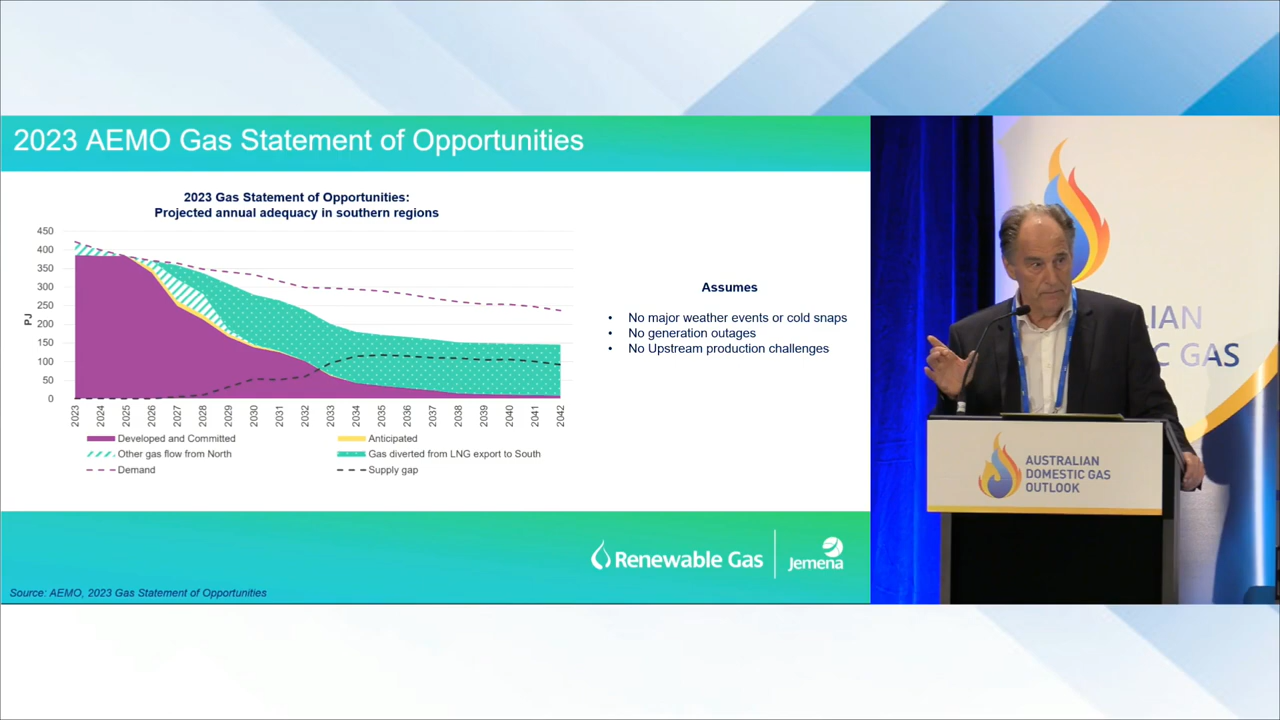 2023 AEMO Gas Statement of Opportunities
2023 Gas Statement of Opportunities:
Projected annual adequacy in southern regions
PJ
450
400
350
300
250
200
150
100
50
0
2023
2024
2025
2026
2027
2028
2029
2030
2031
2032
2033
2034
2035
2036
2037
2038
2039
2040
2041
2042
Developed and Committed
Anticipated
Other gas flow from North
Gas diverted from LNG export to South
Demand
Supply gap
Assumes
• No major weather events or cold snaps
• No generation outages
• No Upstream production challenges
Renewable Gas
Jemena
Source: AEMO, 2023 Gas Statement of Opportunities
IAN
C GAS
AUSTRALIAN
DOMESTIC GAS
OUTLOOK